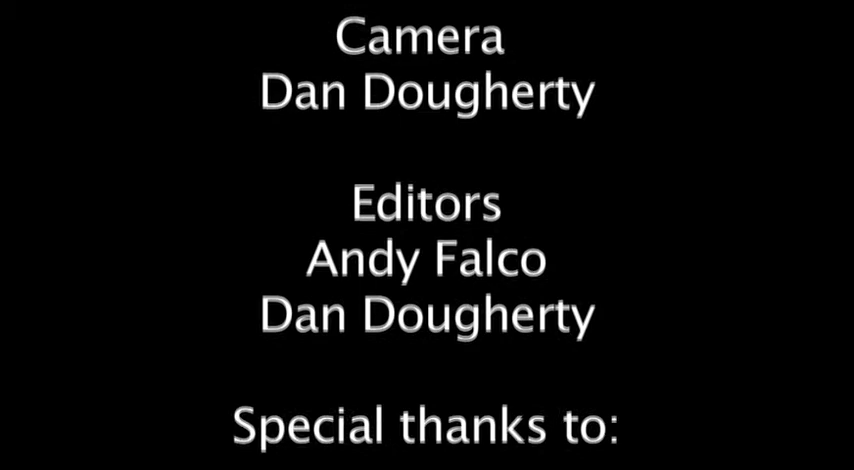 Camera
Dan Dougherty
Editors
Andy Falco
Dan Dougherty
Special thanks to: